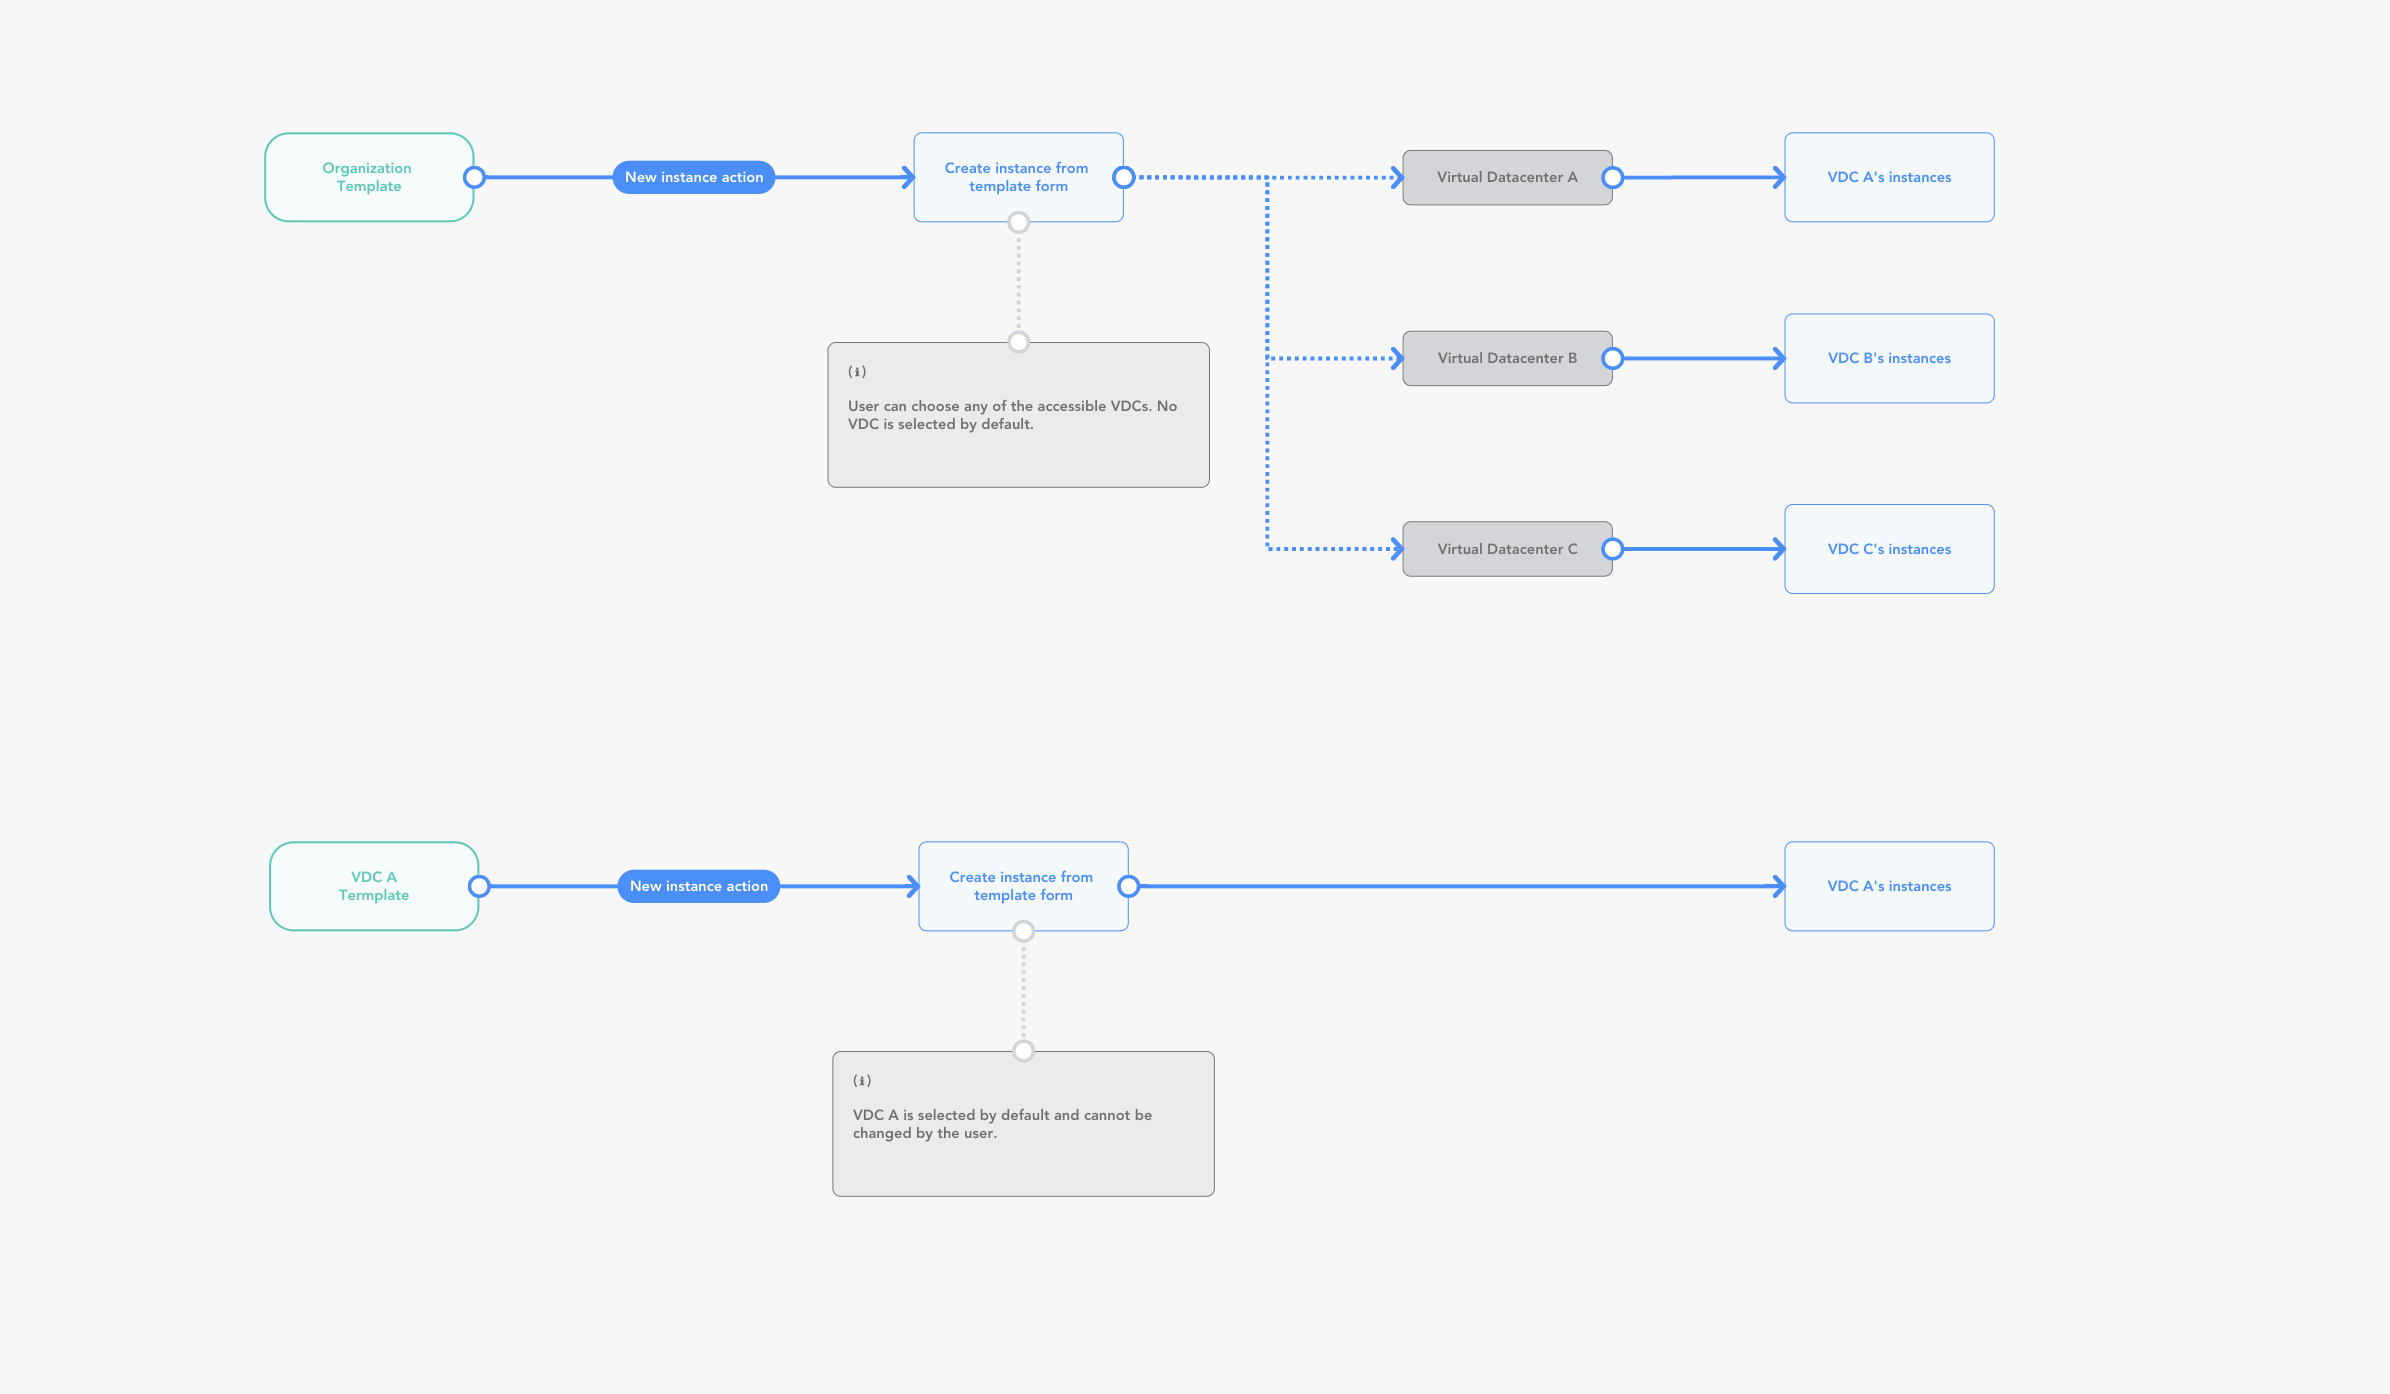 Organization
Template
New instance action
Create instance from
template form
Virtual Datacenter A
VDC A's instances
(i)
User can choose any of the accessible VDCs. No
VDC is selected by default.
Virtual Datacenter B
VDC B's instances
Virtual Datacenter C
VDC C's instances
VDC A
Termplate
New instance action
Create instance from
template form
VDC A's instances
(i)
VDC A is selected by default and cannot be
changed by the user.